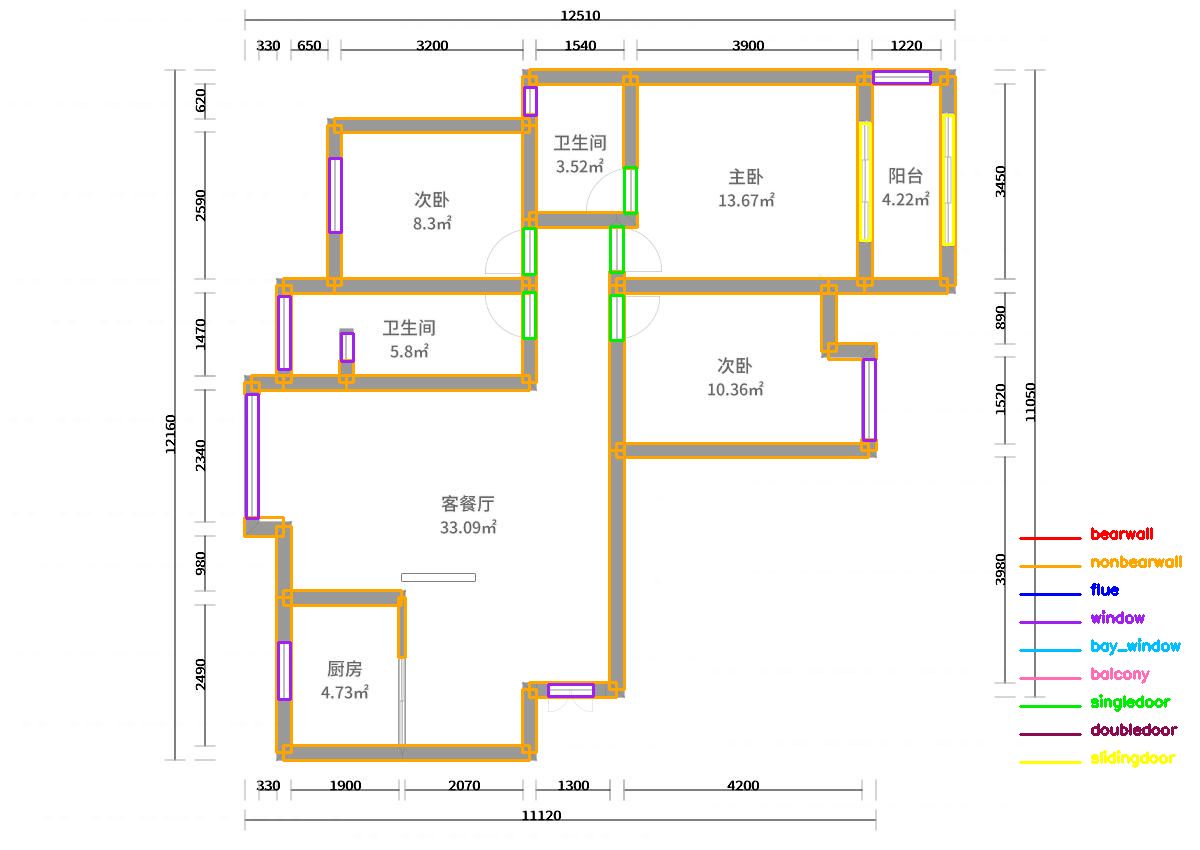 12510
330 650 3200 1540 3900 1220
620
2590
1470
2340
980
2490
12160
3450
890
1520
3980
11050
卫生间
3.52㎡
主卧
13.67㎡
阳台
4.22㎡
次卧
8.3㎡
卫生间
5.8㎡
次卧
10.36㎡
客餐厅
33.09㎡
厨房
4.73㎡
bearwall
nonbearwall
flue
window
bay_window
balcony
singledoor
doubledoor
slidingdoor
330 1900 2070 1300 4200
11120